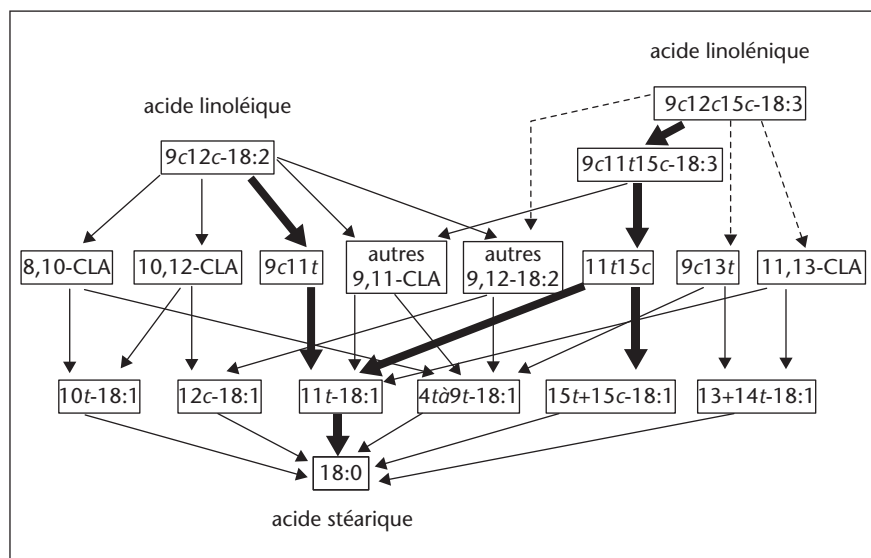 acide linolénique
9c12c15c-18:3
acide linoléique
9c12c-18:2
9c11t15c-18:3
8,10-CLA
10,12-CLA
9c11t
autres
9,11-CLA
autres
9,12-18:2
11t15c
9c13t
11,13-CLA
10t-18:1
12c-18:1
11t-18:1
4tà9t-18:1
15t+15c-18:1
13+14t-18:1
18:0
acide stéarique